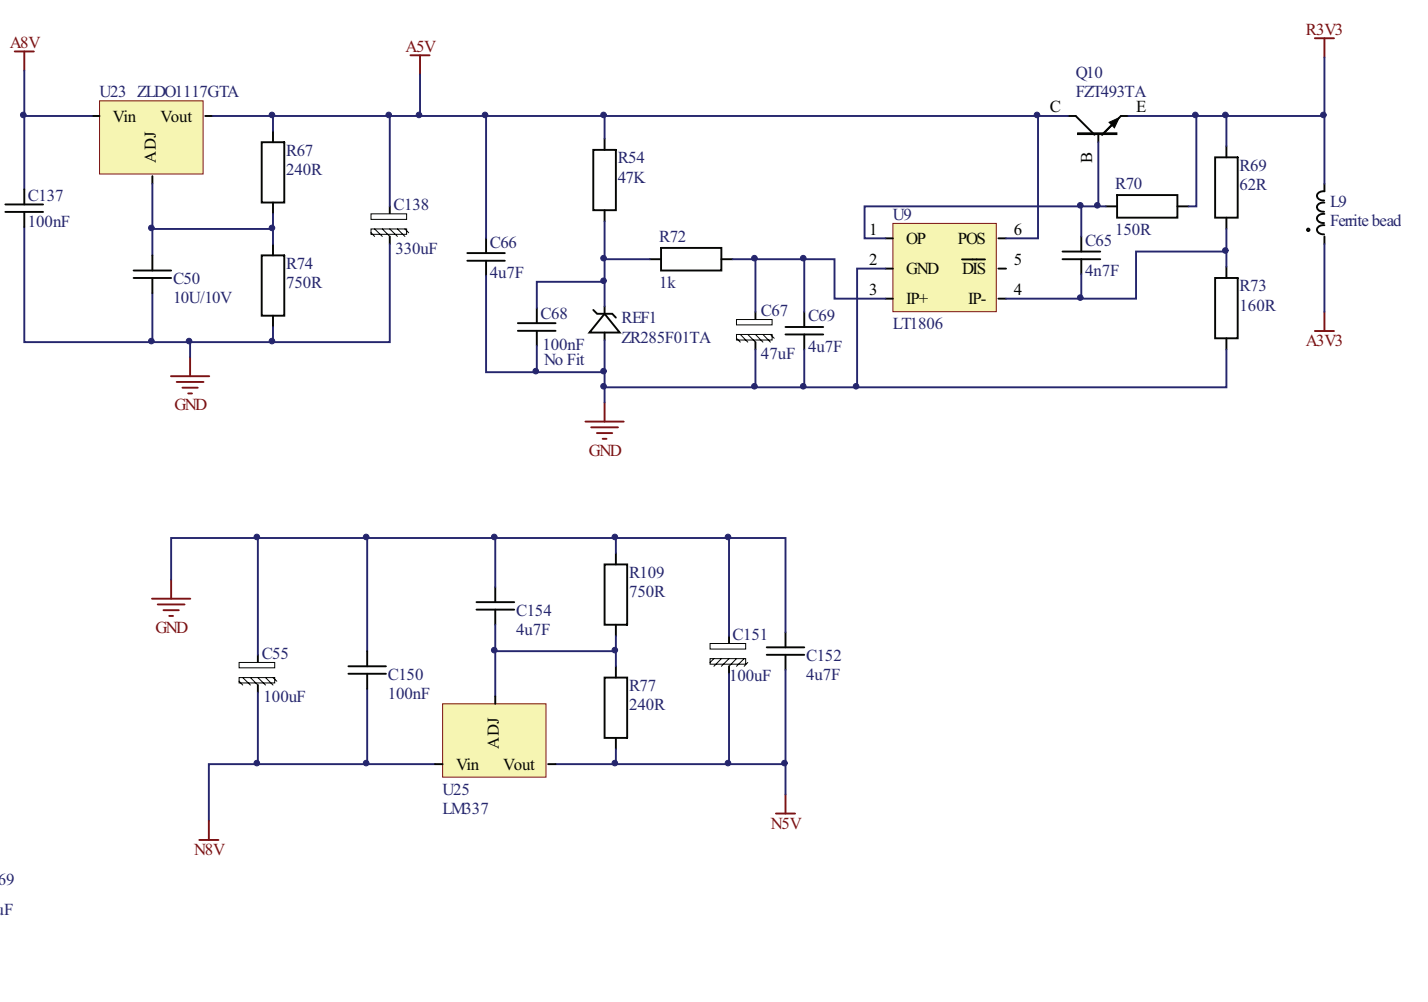 A8V
A5V
R3V3
U23 ZLDO1117GTA
Vin Vout
ADJ
R67
240R
C137
100nF
C138
330uF
C50
10U/10V
R74
750R
GND
R54
47K
C66
4u7F
R72
1k
C68
100nF
No Fit
REF1
ZR285F01TA
C67
47uF
C69
4u7F
GND
Q10
FZT493TA
C E
B
R70
150R
U9
1 OP POS 6
2 GND DIS 5
3 IP+ IP- 4
LT1806
C65
4n7F
R69
62R
R73
160R
L9
Ferrite bead
A3V3
GND
C55
100uF
C150
100nF
C154
4u7F
R109
750R
R77
240R
C151
100uF
C152
4u7F
ADJ
Vin Vout
U25
LM337
N8V
N5V
69
uF